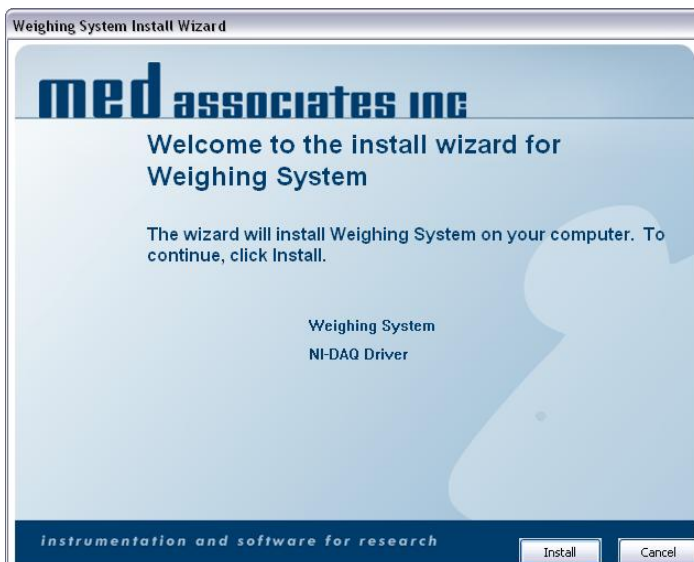 Weighing System Install Wizard
med associates inc
Welcome to the install wizard for
Weighing System
The wizard will install Weighing System on your computer. To
continue, click Install.
Weighing System
NI-DAQ Driver
instrumentation and software for research
Install
Cancel